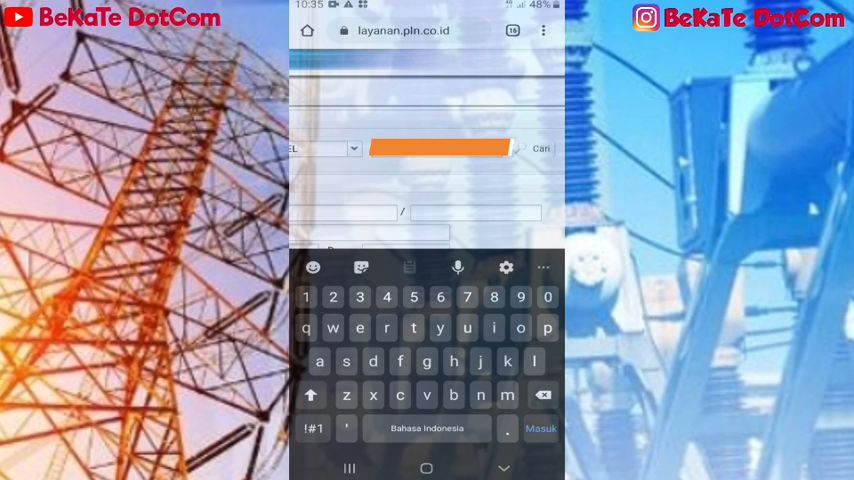 BeKaTe DotCom
BeKaTe DotCom
10:35
48%
layanan.pln.co.id
16
EL
Cari
/
1 2 3 4 5 6 7 8 9 0
q w e r t y u i o p
a s d f g h j k l
z x c v b n m
!#1 ' Bahasa Indonesia . Masuk